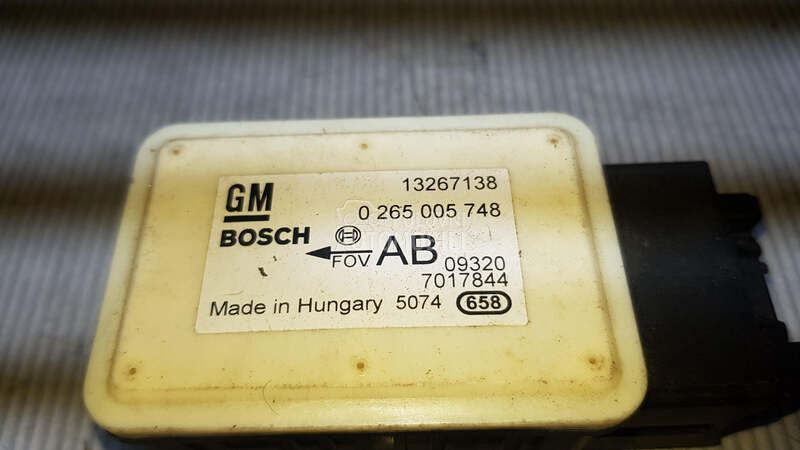 GM 13267138
0 265 005 748
BOSCH
FOV AB 09320
7017844
Made in Hungary 5074 658